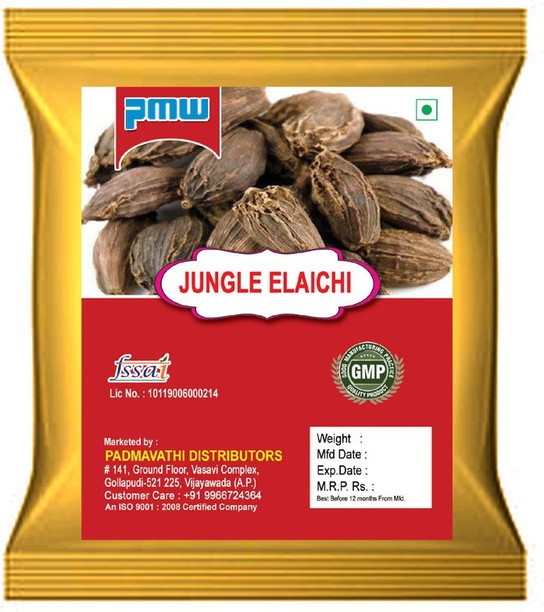 pmw
JUNGLE ELAICHI
fssai
Lic No. : 10119006000214
GOOD MANUFACTURING PRACTICE
GMP
QUALITY PRODUCT
Marketed by :
PADMAVATHI DISTRIBUTORS
# 141, Ground Floor, Vasavi Complex,
Gollapudi-521 225, Vijayawada (A.P.)
Customer Care : +91 9966724364
An ISO 9001 : 2008 Certified Company
Weight :
Mfd Date :
Exp.Date :
M.R.P. Rs. :
Best Before 12 months From Mfd.